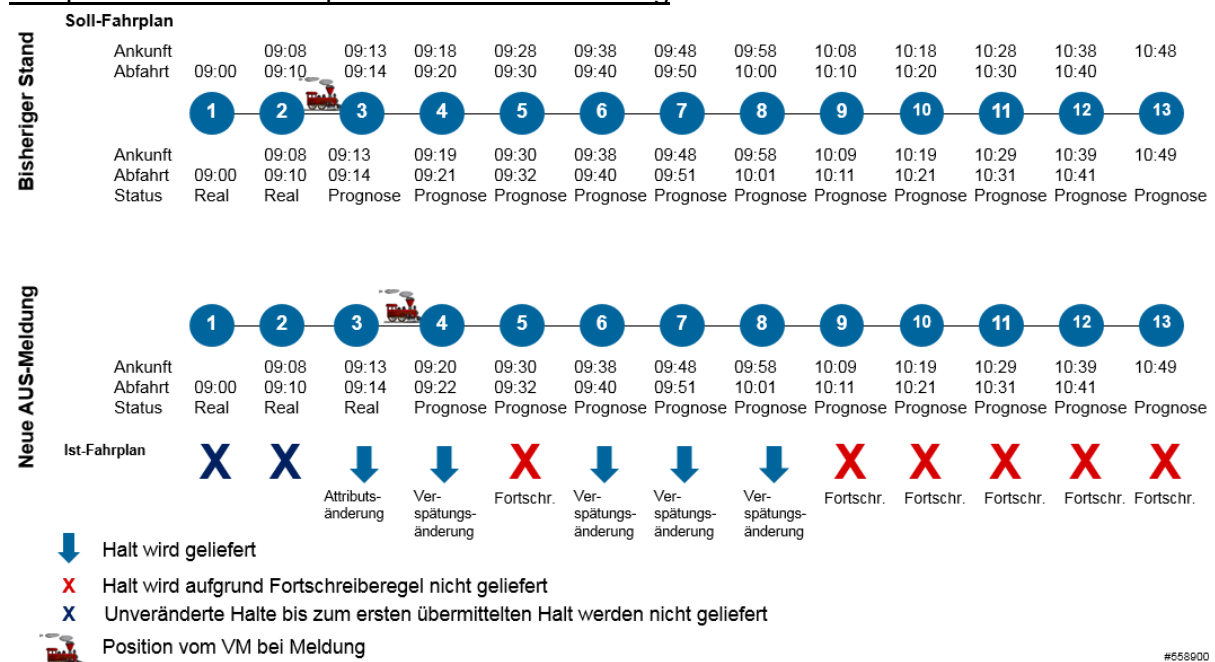 Soll-Fahrplan
Bisheriger Stand
Ankunft 09:08 09:13 09:18 09:28 09:38 09:48 09:58 10:08 10:18 10:28 10:38 10:48
Abfahrt 09:00 09:10 09:14 09:20 09:30 09:40 09:50 10:00 10:10 10:20 10:30 10:40
1 2 3 4 5 6 7 8 9 10 11 12 13
Ankunft 09:08 09:13 09:19 09:30 09:38 09:48 09:58 10:09 10:19 10:29 10:39 10:49
Abfahrt 09:00 09:10 09:14 09:21 09:32 09:40 09:51 10:01 10:11 10:21 10:31 10:41
Status Real Real Prognose Prognose Prognose Prognose Prognose Prognose Prognose Prognose Prognose Prognose Prognose
Neue AUS-Meldung
1 2 3 4 5 6 7 8 9 10 11 12 13
Ankunft 09:08 09:13 09:20 09:30 09:38 09:48 09:58 10:09 10:19 10:29 10:39 10:49
Abfahrt 09:00 09:10 09:14 09:22 09:32 09:40 09:51 10:01 10:11 10:21 10:31 10:41
Status Real Real Real Prognose Prognose Prognose Prognose Prognose Prognose Prognose Prognose Prognose Prognose
Ist-Fahrplan X X X X X X X X
Attributs- Ver- Fortschr. Ver- Ver- Ver- Fortschr. Fortschr. Fortschr. Fortschr. Fortschr.
änderung spätungs- spätungs- spätungs- spätungs-
änderung änderung änderung änderung
Halt wird geliefert
X Halt wird aufgrund Fortschreiberegel nicht geliefert
X Unveränderte Halte bis zum ersten übermittelten Halt werden nicht geliefert
Position vom VM bei Meldung
#658900